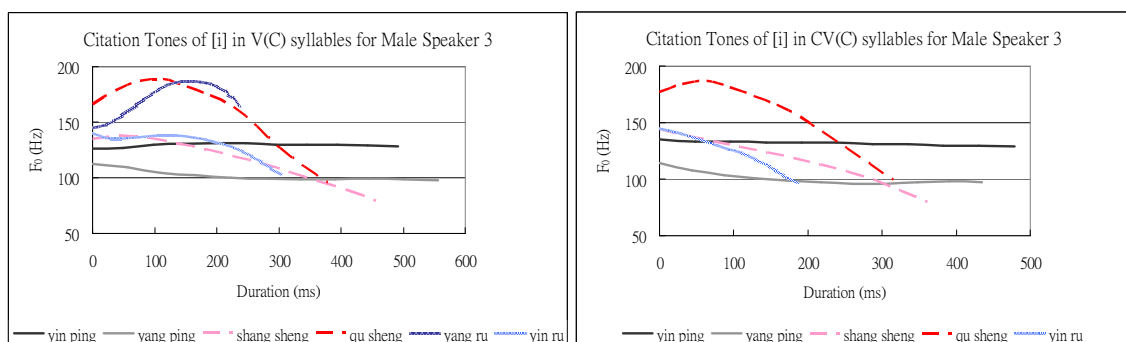 Citation Tones of [i] in V(C) syllables for Male Speaker 3
200
150
100
50
F₀ (Hz)
0 100 200 300 400 500 600
Duration (ms)
yin ping yang ping shang sheng qu sheng yang ru yin ru
Citation Tones of [i] in CV(C) syllables for Male Speaker 3
200
150
100
50
F₀ (Hz)
0 100 200 300 400 500
Duration (ms)
yin ping yang ping shang sheng qu sheng yin ru